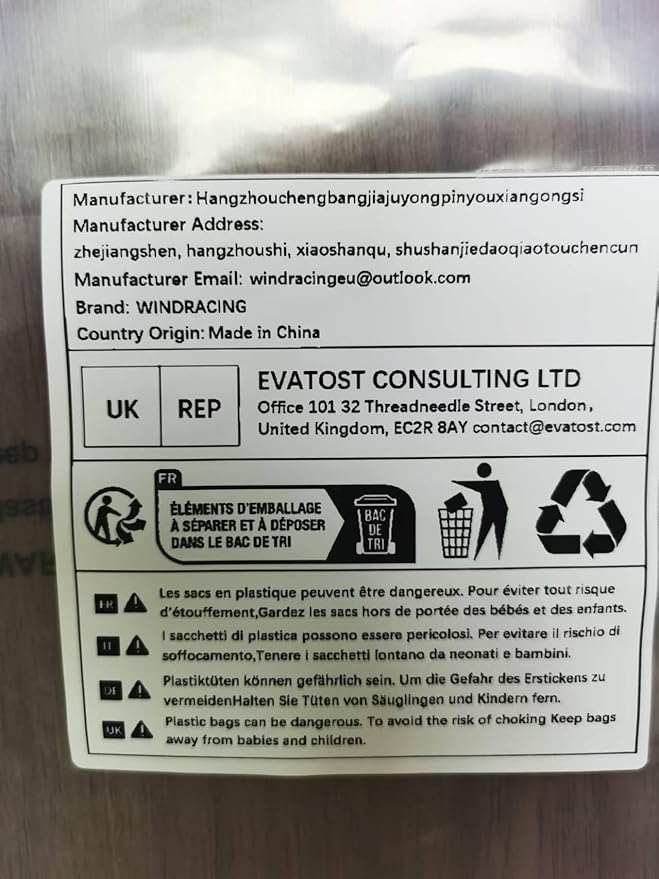 Manufacturer: Hangzhouchengbangjiajuyongpinyouxiangongsi
Manufacturer Address:
zhejiangshen, hangzhoushi, xiaoshanqu, shushanjiedaoqiaotouchencun
Manufacturer Email: windracingeu@outlook.com
Brand: WINDRACING
Country Origin: Made in China
UK REP
EVATOST CONSULTING LTD
Office 101 32 Threadneedle Street, London,
United Kingdom, EC2R 8AY contact@evatost.com
FR
ÉLÉMENTS D'EMBALLAGE
À SÉPARER ET À DÉPOSER
DANS LE BAC DE TRI
BAC
DE
TRI
FR Les sacs en plastique peuvent être dangereux. Pour éviter tout risque
d'étouffement,Gardez les sacs hors de portée des bébés et des enfants.
IT I sacchetti di plastica possono essere pericolosi. Per evitare il rischio di
soffocamento,Tenere i sacchetti lontano da neonati e bambini.
DE Plastiktüten können gefährlich sein. Um die Gefahr des Erstickens zu
vermeidenHalten Sie Tüten von Säuglingen und Kindern fern.
UK Plastic bags can be dangerous. To avoid the risk of choking Keep bags
away from babies and children.